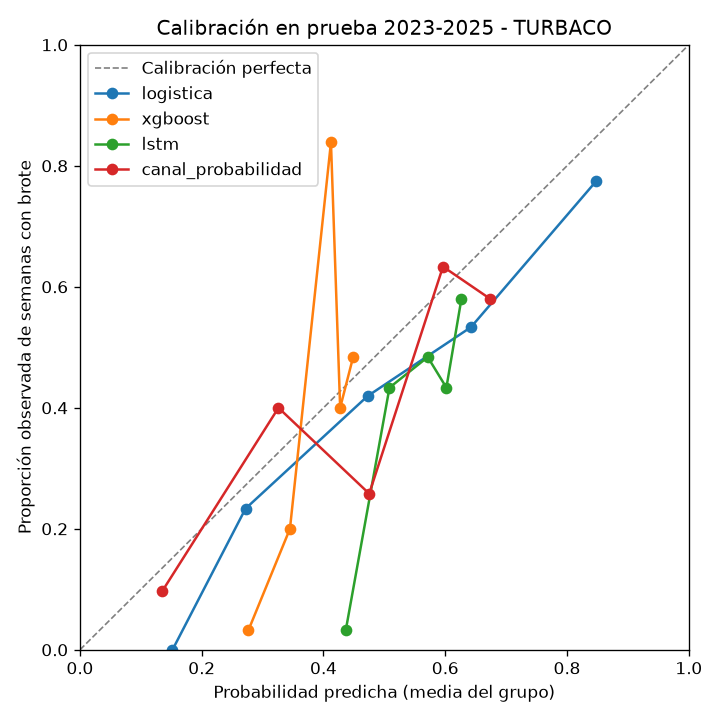 Calibración en prueba 2023-2025 - TURBACO
Calibración perfecta
logistica
xgboost
lstm
canal_probabilidad
Proporción observada de semanas con brote
1.0
0.8
0.6
0.4
0.2
0.0
0.0 0.2 0.4 0.6 0.8 1.0
Probabilidad predicha (media del grupo)